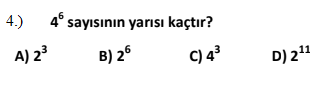 4.) 4⁶ sayısının yarısı kaçtır?
A) 2³ B) 2⁶ C) 4³ D) 2¹¹